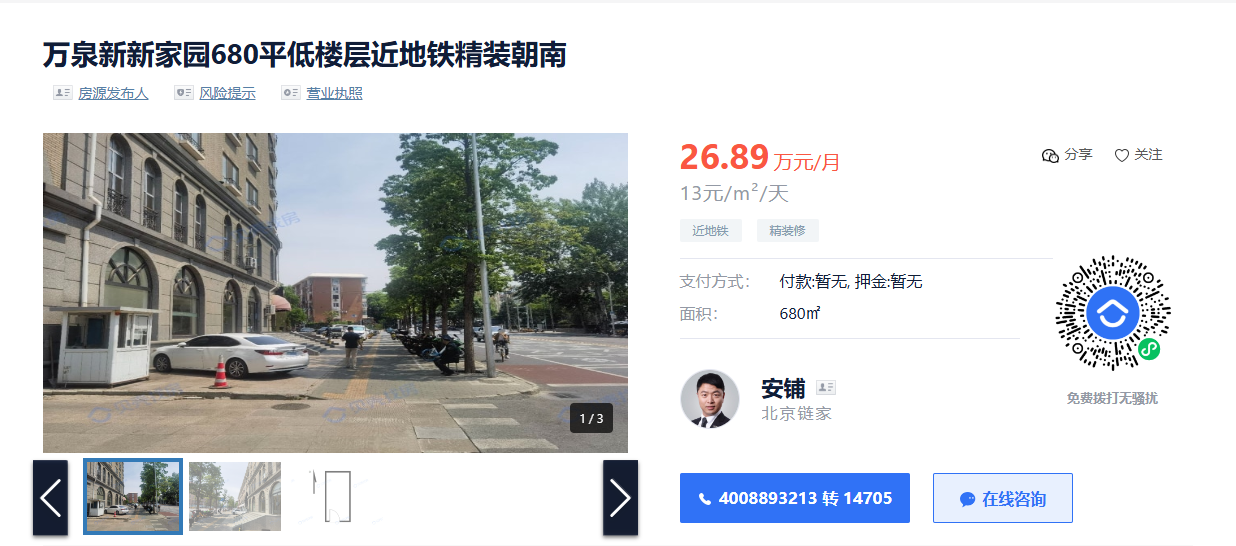 万泉新新家园680平低楼层近地铁精装朝南
房源发布人 风险提示 营业执照
26.89万元/月
分享 关注
13元/m²/天
近地铁 精装修
支付方式： 付款:暂无, 押金:暂无
面积： 680㎡
1 / 3
安铺
北京链家
免费拨打无骚扰
4008893213 转 14705
在线咨询